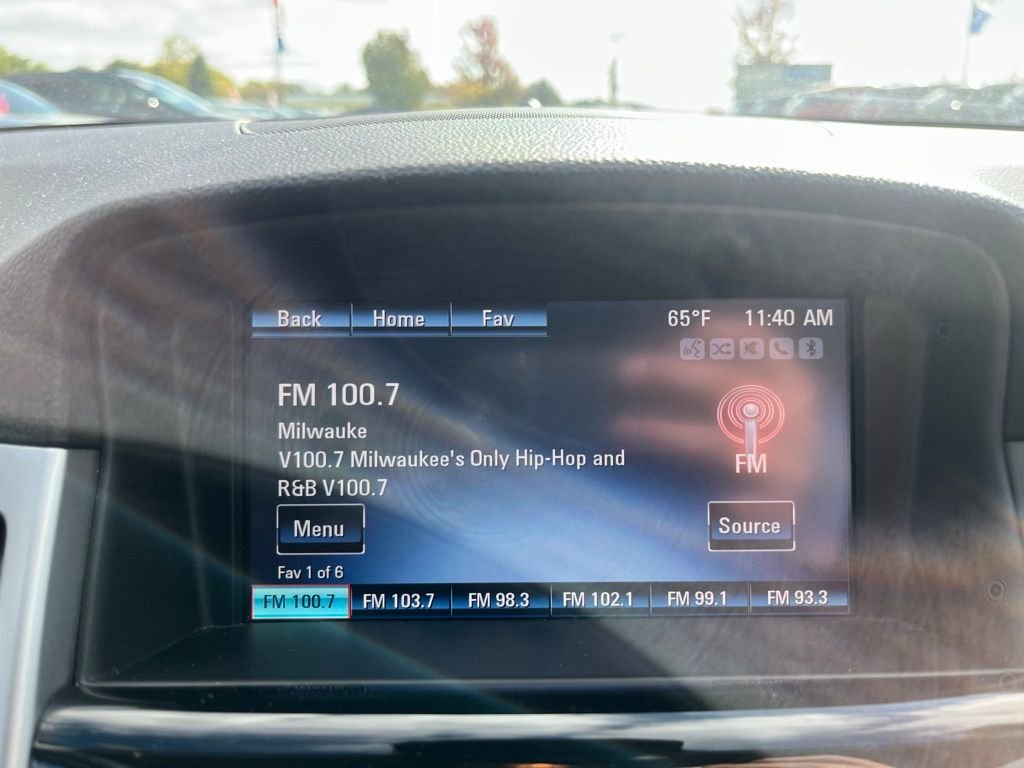 Back Home Fav 65°F 11:40 AM
FM 100.7
Milwauke
V100.7 Milwaukee's Only Hip-Hop and
R&B V100.7
FM
Menu Source
Fav 1 of 6
FM 100.7 FM 103.7 FM 98.3 FM 102.1 FM 99.1 FM 93.3